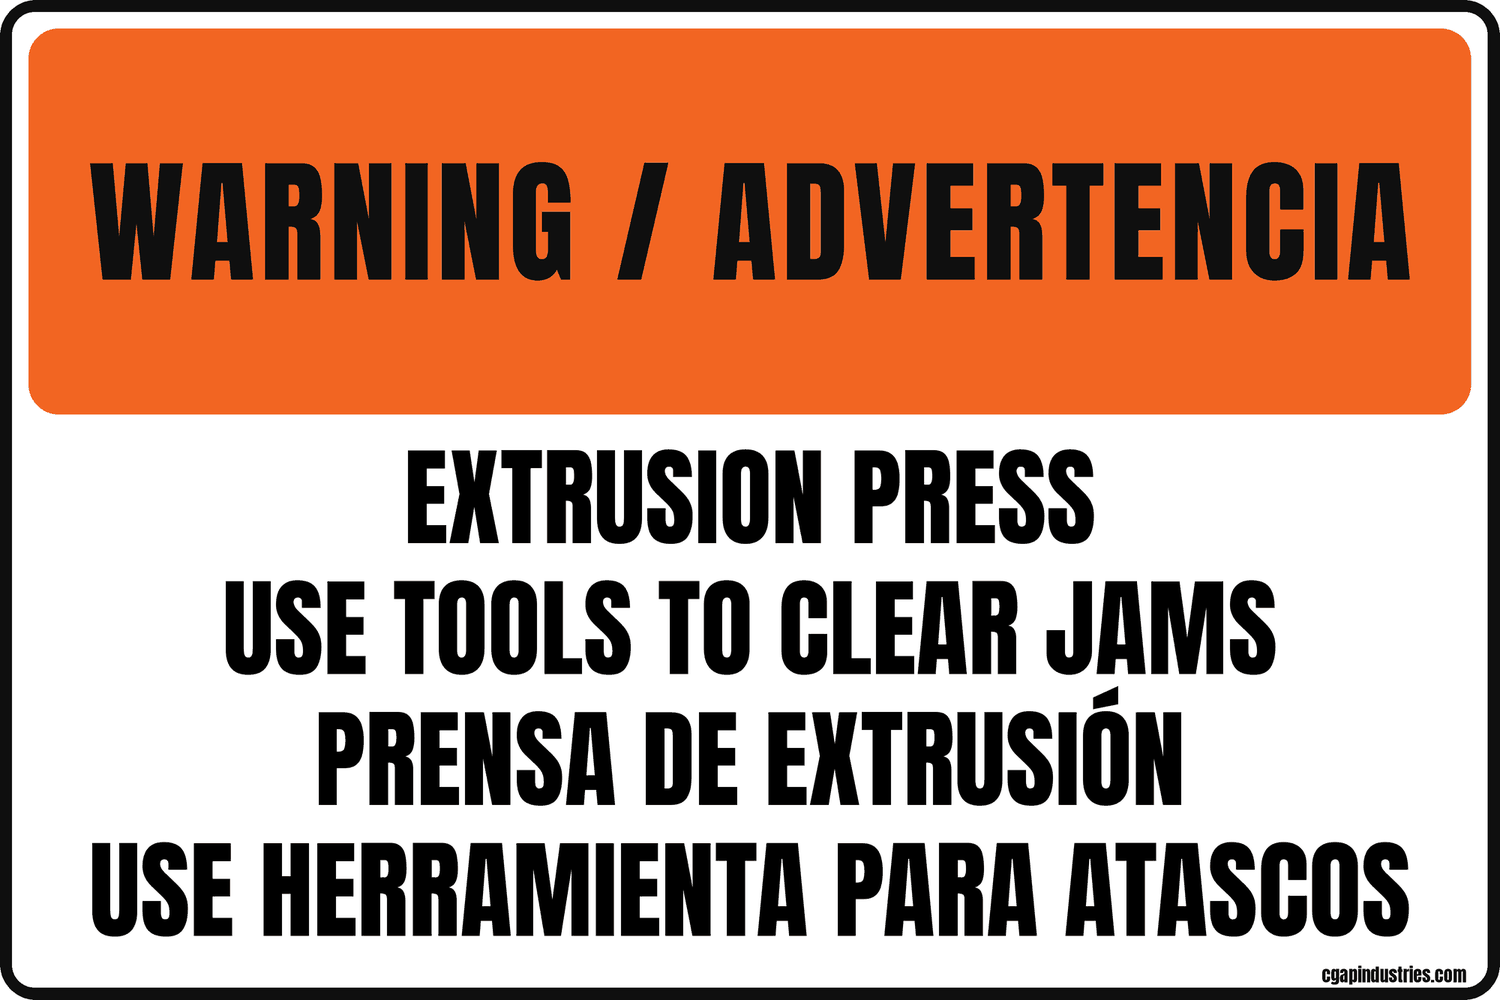 WARNING / ADVERTENCIA
EXTRUSION PRESS
USE TOOLS TO CLEAR JAMS
PRENSA DE EXTRUSIÓN
USE HERRAMIENTA PARA ATASCOS
cgapindustries.com